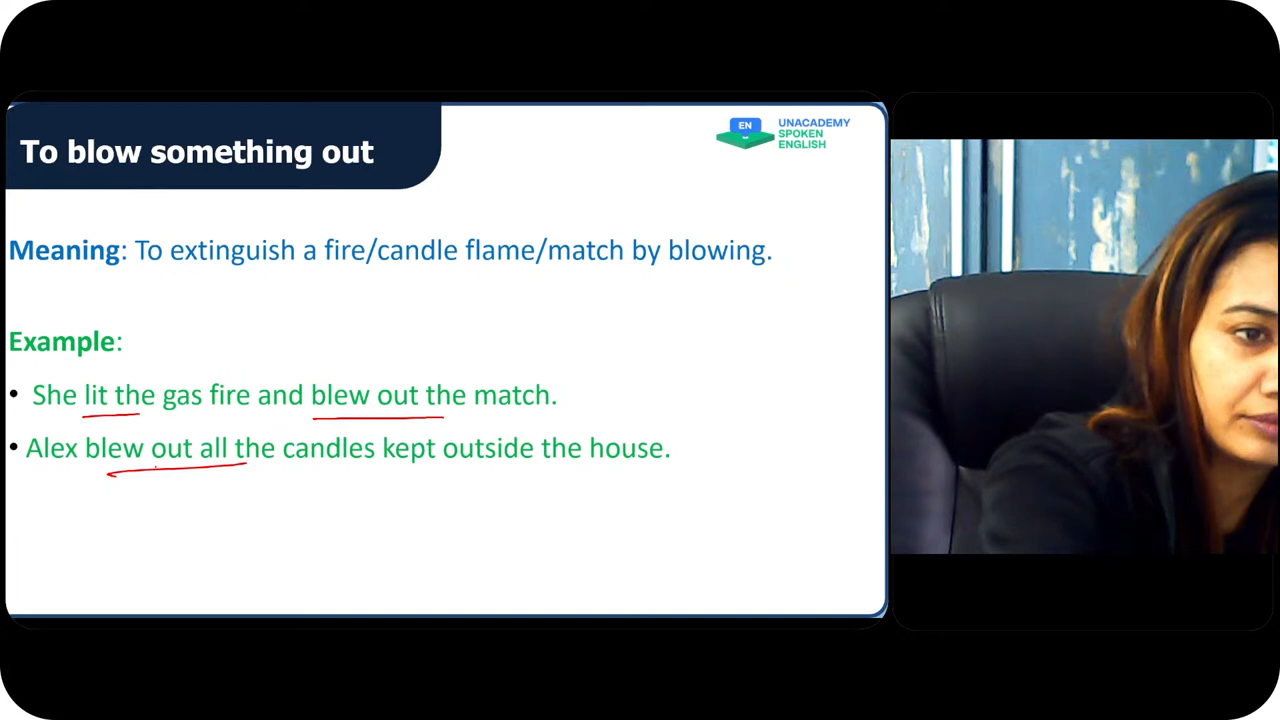 To blow something out
EN
UNACADEMY
SPOKEN
ENGLISH
Meaning: To extinguish a fire/candle flame/match by blowing.
Example:
• She lit the gas fire and blew out the match.
• Alex blew out all the candles kept outside the house.